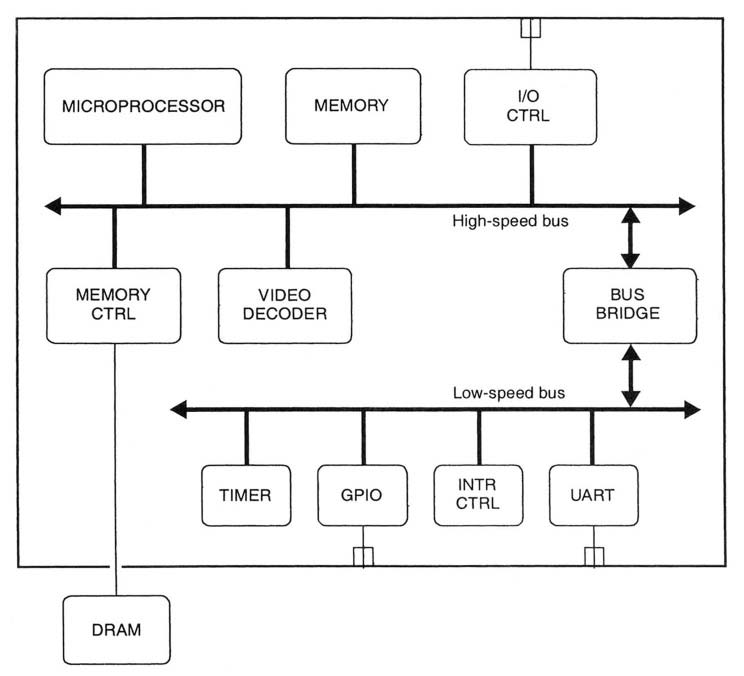 MICROPROCESSOR
MEMORY
I/O
CTRL
High-speed bus
MEMORY
CTRL
VIDEO
DECODER
BUS
BRIDGE
Low-speed bus
TIMER
GPIO
INTR
CTRL
UART
DRAM